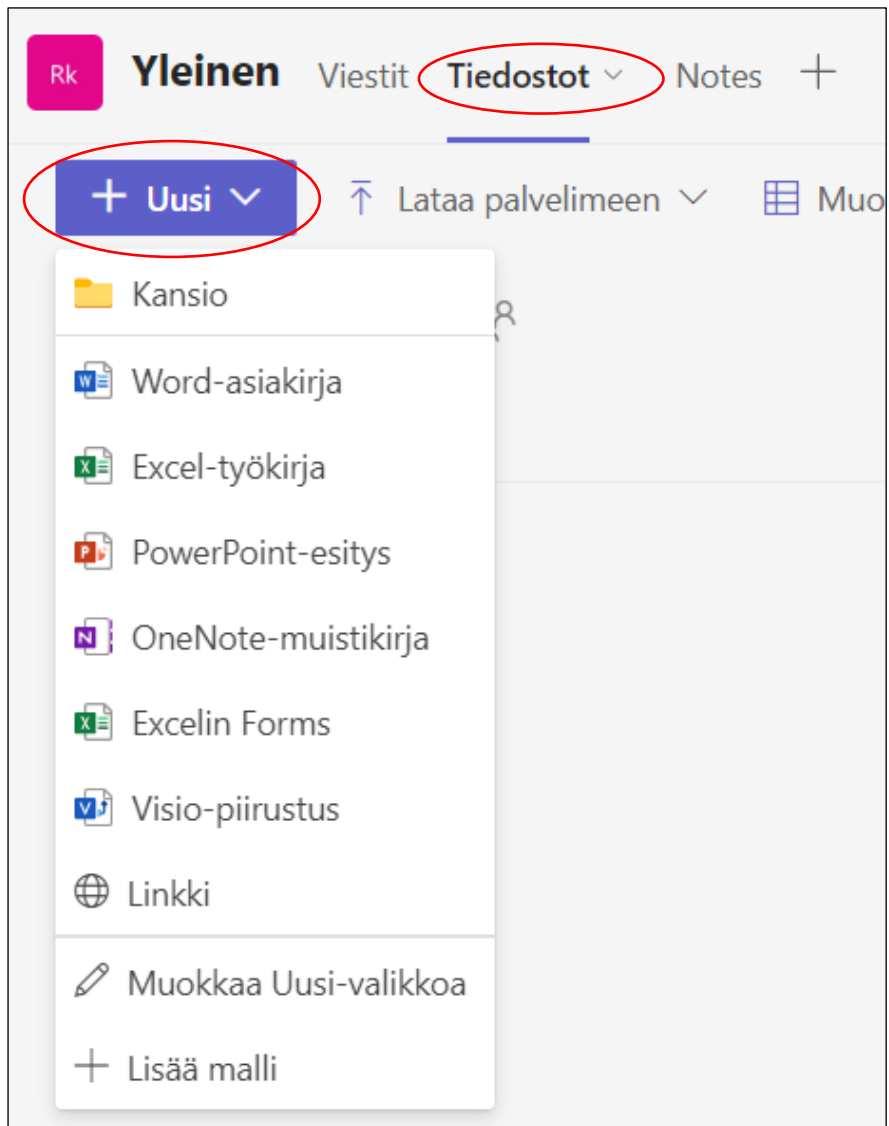 Rk Yleinen Viestit Tiedostot Notes
Uusi Lataa palvelimeen Muo
Kansio
Word-asiakirja
Excel-työkirja
PowerPoint-esitys
OneNote-muistikirja
Excelin Forms
Visio-piirustus
Linkki
Muokkaa Uusi-valikkoa
Lisää malli